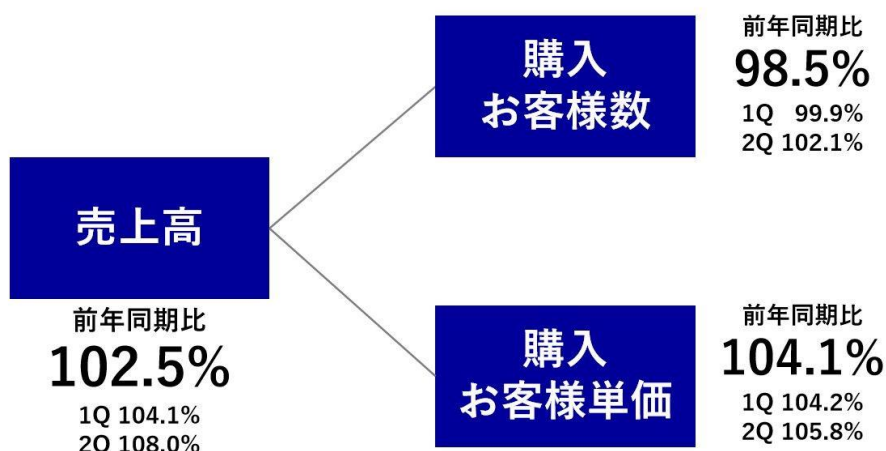 売上高
前年同期比
102.5%
1Q 104.1%
2Q 108.0%
購入
お客様数
前年同期比
98.5%
1Q 99.9%
2Q 102.1%
購入
お客様単価
前年同期比
104.1%
1Q 104.2%
2Q 105.8%